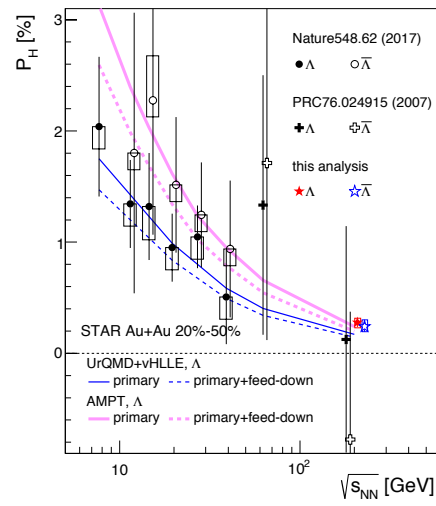 P_H [%]
3
2
1
0
Nature548.62 (2017)
Λ Λ̅
PRC76.024915 (2007)
Λ Λ̅
this analysis
Λ Λ̅
STAR Au+Au 20%-50%
UrQMD+vHLLE, Λ
primary primary+feed-down
AMPT, Λ
primary primary+feed-down
10 10²
√s_NN [GeV]